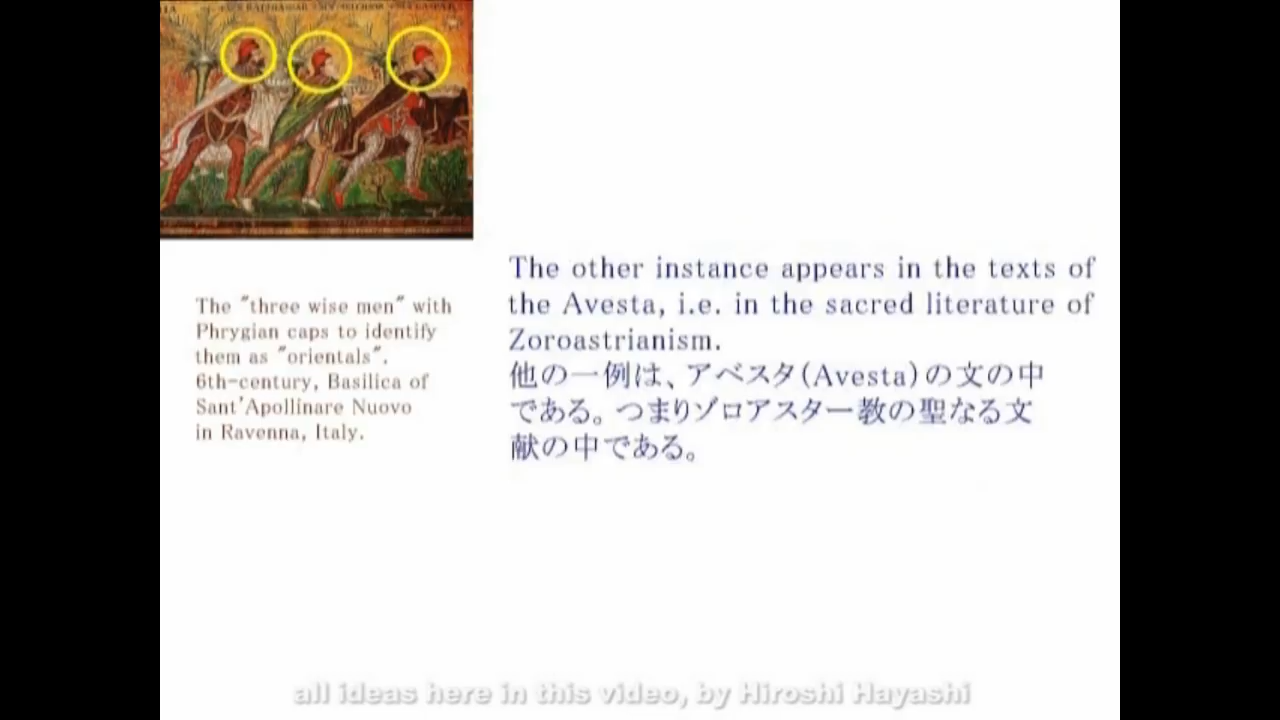 BALTHASSAR
The "three wise men" with
Phrygian caps to identify
them as "orientals".
6th-century, Basilica of
Sant'Apollinare Nuovo
in Ravenna, Italy.
The other instance appears in the texts of
the Avesta, i.e. in the sacred literature of
Zoroastrianism.
他の一例は、アベスタ(Avesta)の文の中
である。つまりゾロアスター教の聖なる文
献の中である。
all ideas here in this video, by Hiroshi Hayashi